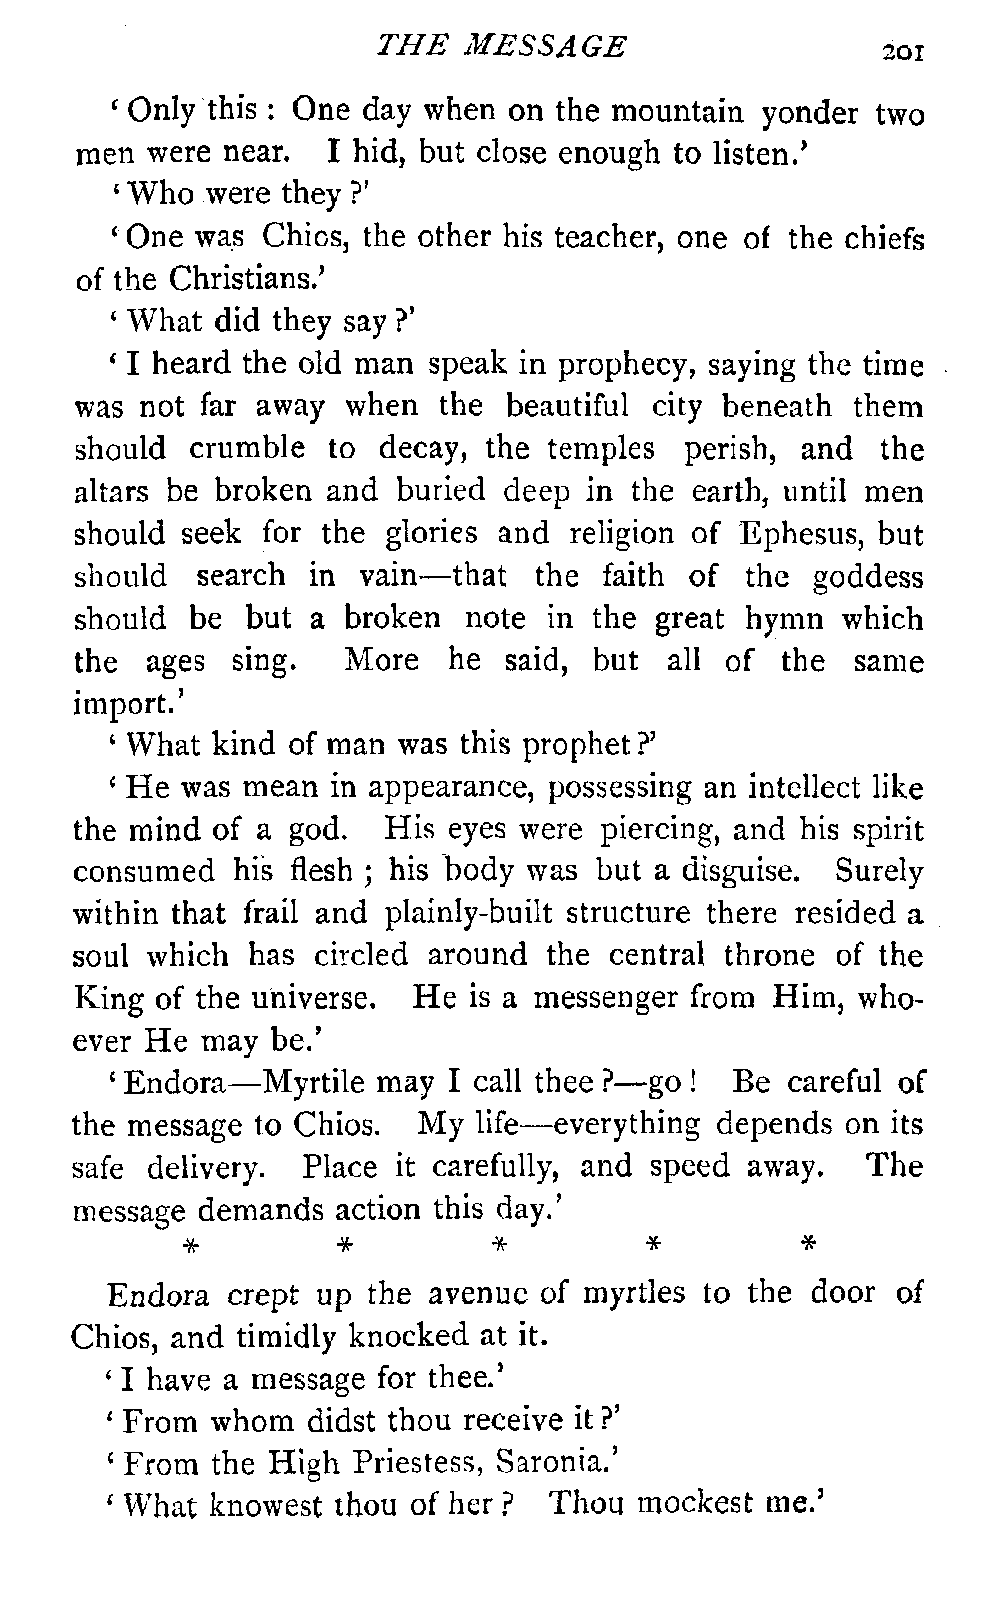 THE MESSAGE 201
‘ Only this : One day when on the mountain yonder two
men were near. I hid, but close enough to listen.’
‘ Who were they ?’
‘ One was Chios, the other his teacher, one of the chiefs
of the Christians.’
‘ What did they say ?’
‘ I heard the old man speak in prophecy, saying the time
was not far away when the beautiful city beneath them
should crumble to decay, the temples perish, and the
altars be broken and buried deep in the earth, until men
should seek for the glories and religion of Ephesus, but
should search in vain—that the faith of the goddess
should be but a broken note in the great hymn which
the ages sing. More he said, but all of the same
import.’
‘ What kind of man was this prophet ?’
‘ He was mean in appearance, possessing an intellect like
the mind of a god. His eyes were piercing, and his spirit
consumed his flesh ; his body was but a disguise. Surely
within that frail and plainly-built structure there resided a
soul which has circled around the central throne of the
King of the universe. He is a messenger from Him, who-
ever He may be.’
‘ Endora—Myrtile may I call thee ?—go ! Be careful of
the message to Chios. My life—everything depends on its
safe delivery. Place it carefully, and speed away. The
message demands action this day.’
* * * * *
Endora crept up the avenue of myrtles to the door of
Chios, and timidly knocked at it.
‘ I have a message for thee.’
‘ From whom didst thou receive it ?’
‘ From the High Priestess, Saronia.’
‘ What knowest thou of her ? Thou mockest me.’